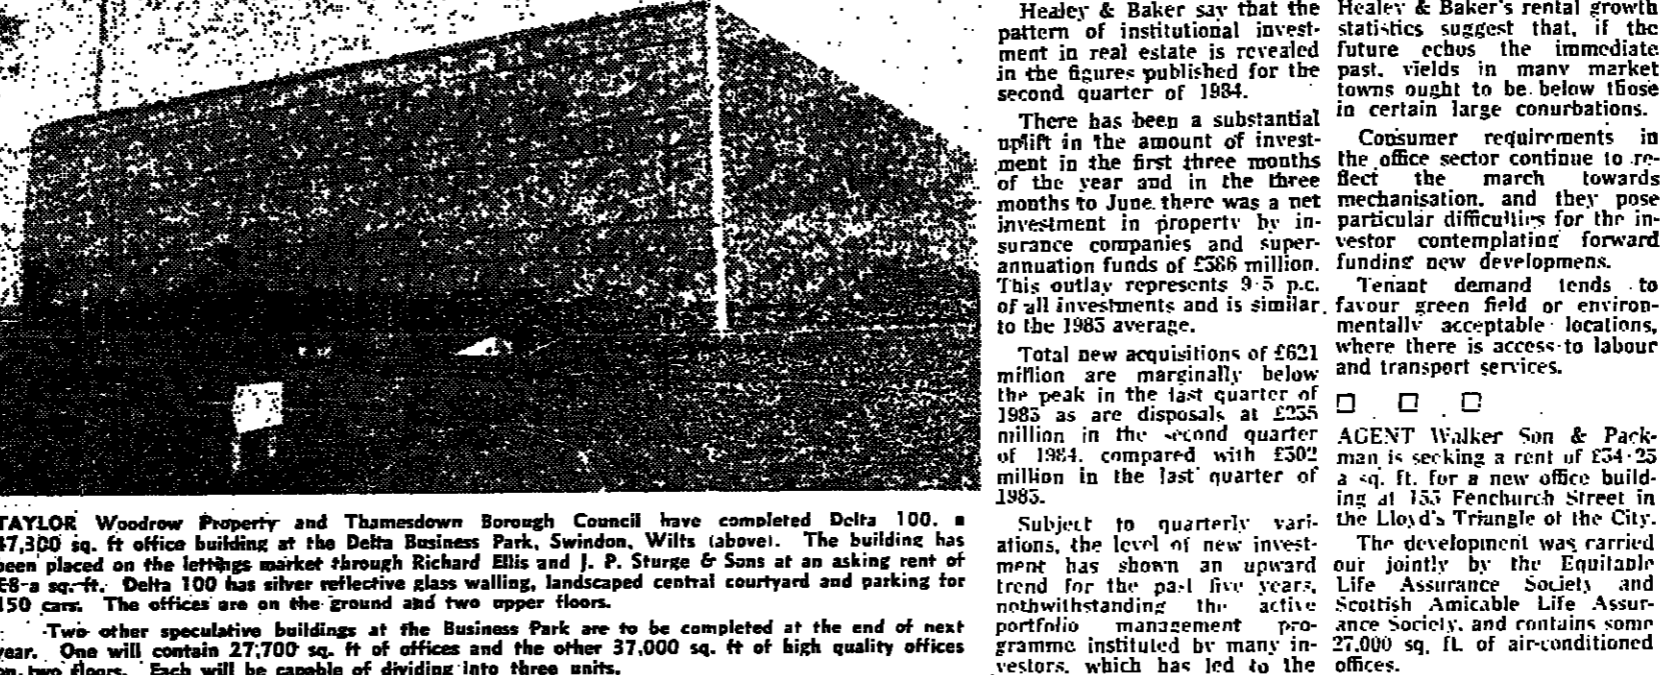 TAYLOR Woodrow Property and Thamesdown Borough Council have completed Delta 100. a
47,300 sq. ft office building at the Delta Business Park, Swindon, Wilts (above). The building has
been placed on the lettings market through Richard Ellis and J. P. Sturge & Sons at an asking rent of
£8 a sq. ft. Delta 100 has silver reflective glass walling, landscaped central courtyard and parking for
150 cars. The offices are on the ground and two upper floors.
Two other speculative buildings at the Business Park are to be completed at the end of next
year. One will contain 27,700 sq. ft of offices and the other 37,000 sq. ft of high quality offices
on two floors. Each will be capable of dividing into three units.
Healey & Baker say that the
pattern of institutional invest-
ment in real estate is revealed
in the figures published for the
second quarter of 1984.
There has been a substantial
uplift in the amount of invest-
ment in the first three months
of the year and in the three
months to June there was a net
investment in property by in-
surance companies and super-
annuation funds of £386 million.
This outlay represents 9·5 p.c.
of all investments and is similar
to the 1983 average.
Total new acquisitions of £621
million are marginally below
the peak in the last quarter of
1983 as are disposals at £235
million in the second quarter
of 1984. compared with £302
million in the last quarter of
1983.
Subject to quarterly vari-
ations, the level of new invest-
ment has shown an upward
trend for the past five years,
nothwithstanding the active
portfolio management pro-
gramme instituted by many in-
vestors, which has led to the
Healey & Baker's rental growth
statistics suggest that, if the
future echos the immediate
past, yields in many market
towns ought to be below those
in certain large conurbations.
Consumer requirements in
the office sector continue to re-
flect the march towards
mechanisation, and they pose
particular difficulties for the in-
vestor contemplating forward
funding new developmens.
Tenant demand tends to
favour green field or environ-
mentally acceptable locations,
where there is access to labour
and transport services.
AGENT Walker Son & Pack-
man is seeking a rent of £34·25
a sq. ft. for a new office build-
ing at 155 Fenchurch Street in
the Lloyd's Triangle of the City.
The development was carried
our jointly by the Equitable
Life Assurance Society and
Scottish Amicable Life Assur-
ance Society, and contains some
27,000 sq. ft. of air-conditioned
offices.